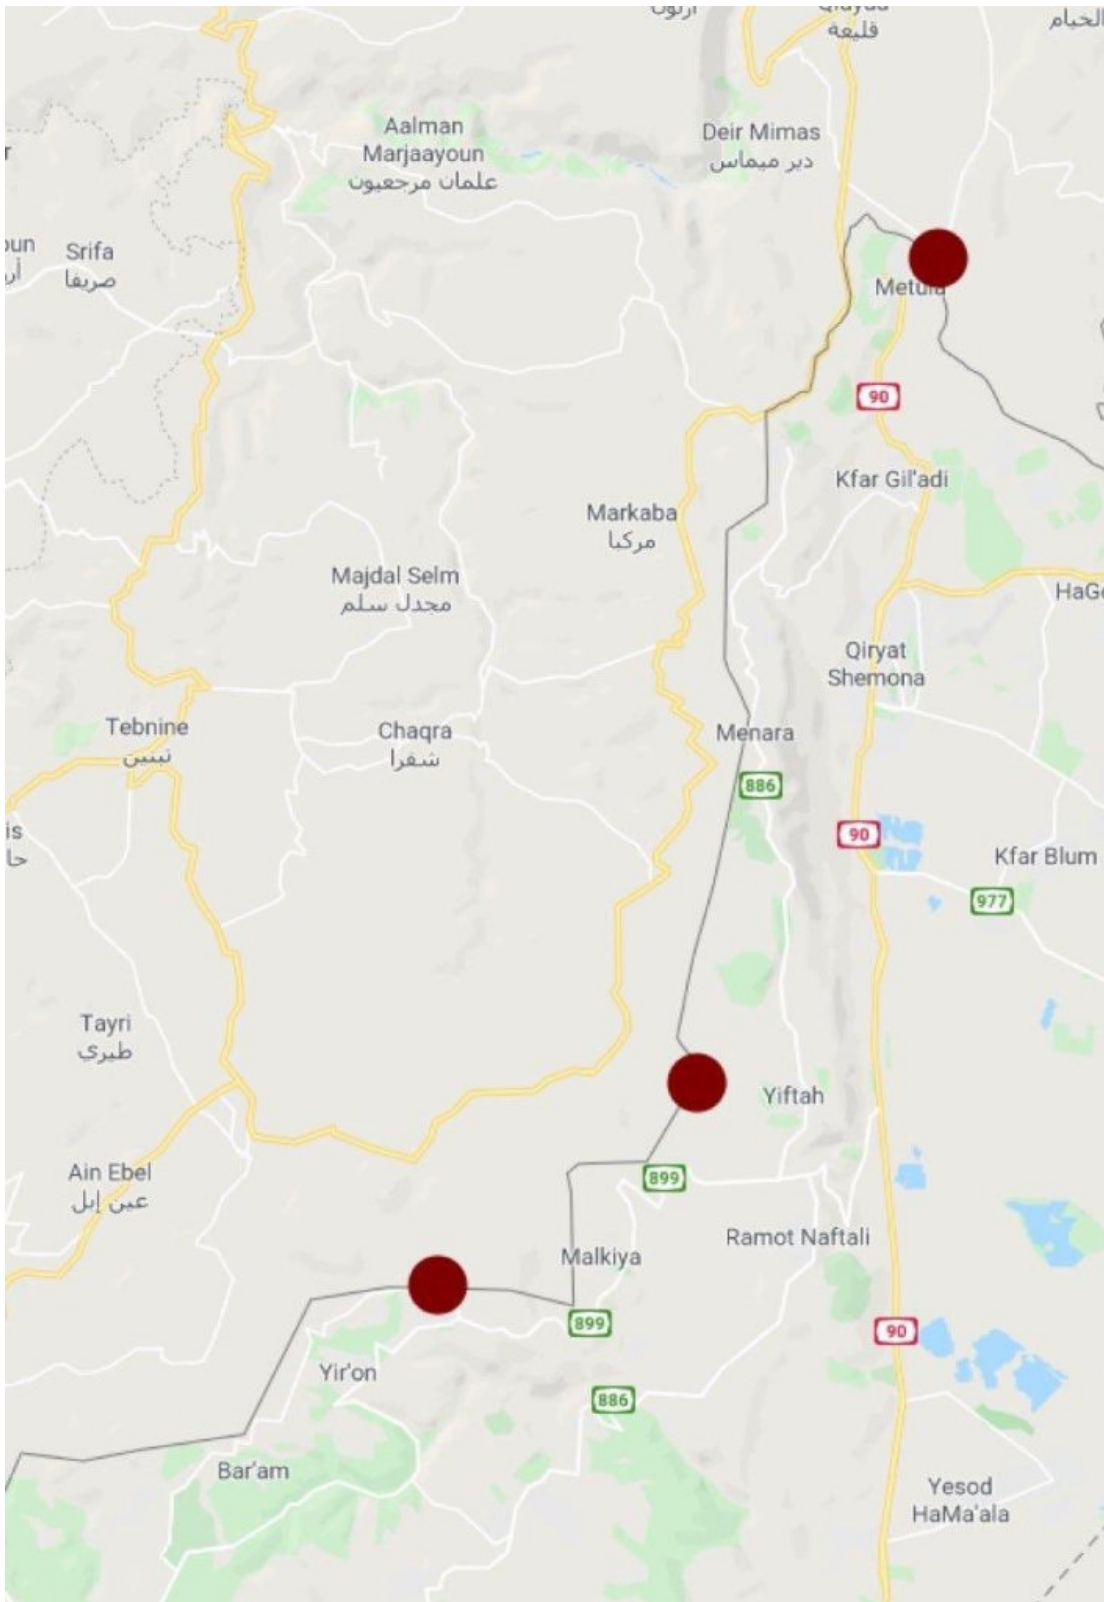 قليعة
الخيام
Aalman
Marjaayoun
علمان مرجعيون
Deir Mimas
دير ميماس
Srifa
صريفا
Metula
90
Kfar Gil'adi
Markaba
مركبا
Majdal Selm
مجدل سلم
Qiryat
Shemona
Tebnine
تبنين
Chaqra
شقرا
Menara
886
90
Kfar Blum
977
Tayri
طيري
Yiftah
Ain Ebel
عين إبل
899
Ramot Naftali
Malkiya
899
90
Yir'on
886
Bar'am
Yesod
HaMa'ala